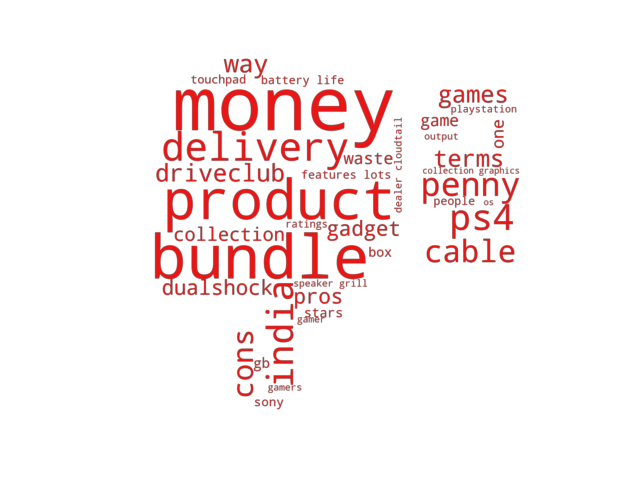 way
touchpad
battery life
money
delivery
waste
driveclub
features lots
dealer cloudtail
product
ratings
collection
gadget
bundle
box
dualshock
speaker grill
india
pros
stars
gamer
cons
gb
gamers
sony
games
playstation
game
one
output
terms
collection graphics
penny
people
os
ps4
cable